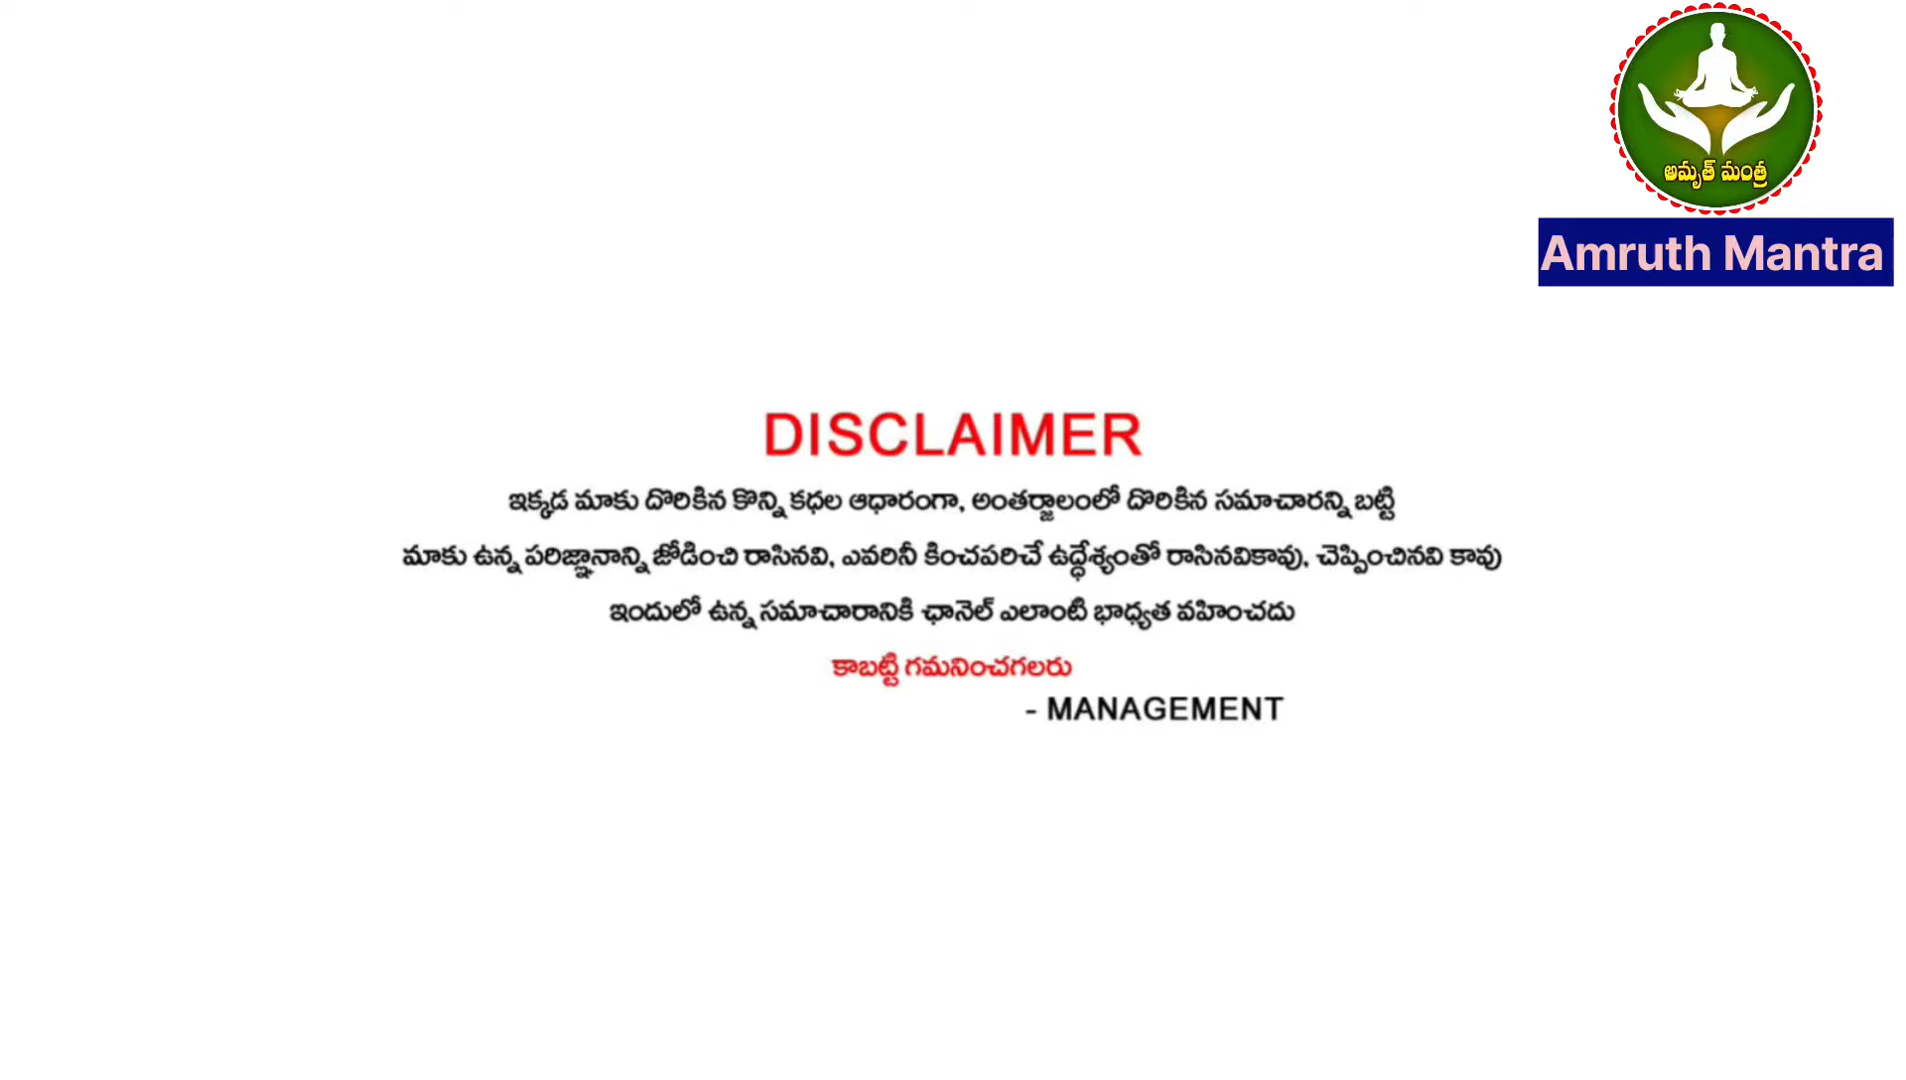 అమృత్ మంత్ర
Amruth Mantra
DISCLAIMER
ఇక్కడ మాకు దొరికిన కొన్ని కధల ఆధారంగా, అంతర్జాలంలో దొరికిన సమాచారాన్ని బట్టి
మాకు ఉన్న పరిజ్ఞానాన్ని జోడించి రాసినవి, ఎవరినీ కించపరిచే ఉద్ధేశ్యంతో రాసినవికావు, చెప్పించినవి కావు
ఇందులో ఉన్న సమాచారానికి ఛానెల్ ఎలాంటి భాధ్యత వహించదు
కాబట్టి గమనించగలరు
- MANAGEMENT